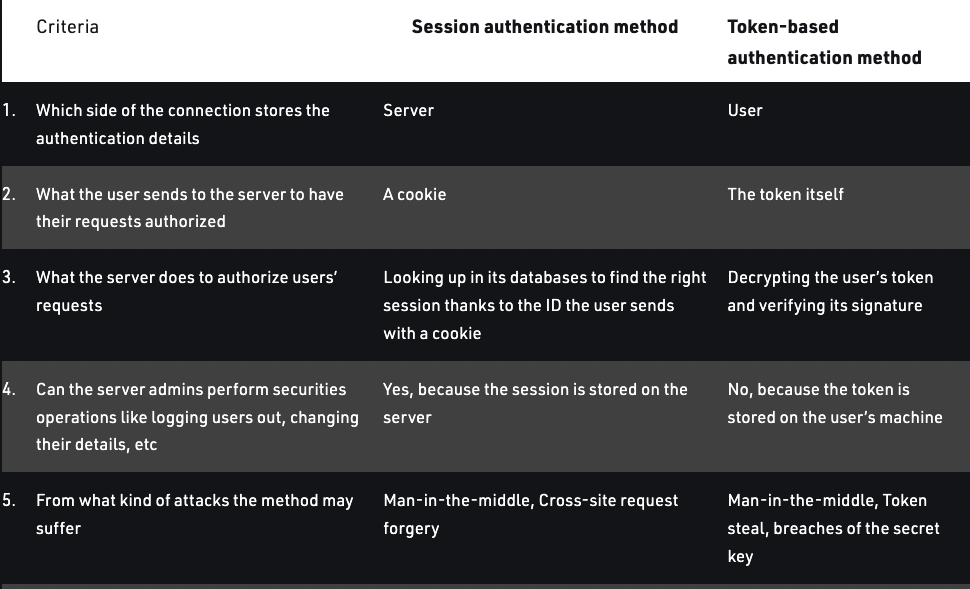 Criteria
Session authentication method
Token-based
authentication method
1.
Which side of the connection stores the
authentication details
Server
User
2.
What the user sends to the server to have
their requests authorized
A cookie
The token itself
3.
What the server does to authorize users’
requests
Looking up in its databases to find the right
session thanks to the ID the user sends
with a cookie
Decrypting the user’s token
and verifying its signature
4.
Can the server admins perform securities
operations like logging users out, changing
their details, etc
Yes, because the session is stored on the
server
No, because the token is
stored on the user’s machine
5.
From what kind of attacks the method may
suffer
Man-in-the-middle, Cross-site request
forgery
Man-in-the-middle, Token
steal, breaches of the secret
key